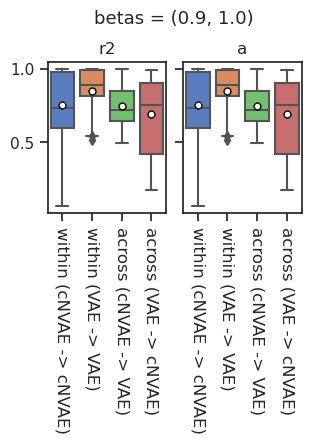 betas = (0.9, 1.0)
r2
a
1.0
0.5
within (cNVAE -> cNVAE)
within (VAE -> VAE)
across (cNVAE -> VAE)
across (VAE -> cNVAE)
within (cNVAE -> cNVAE)
within (VAE -> VAE)
across (cNVAE -> VAE)
across (VAE -> cNVAE)